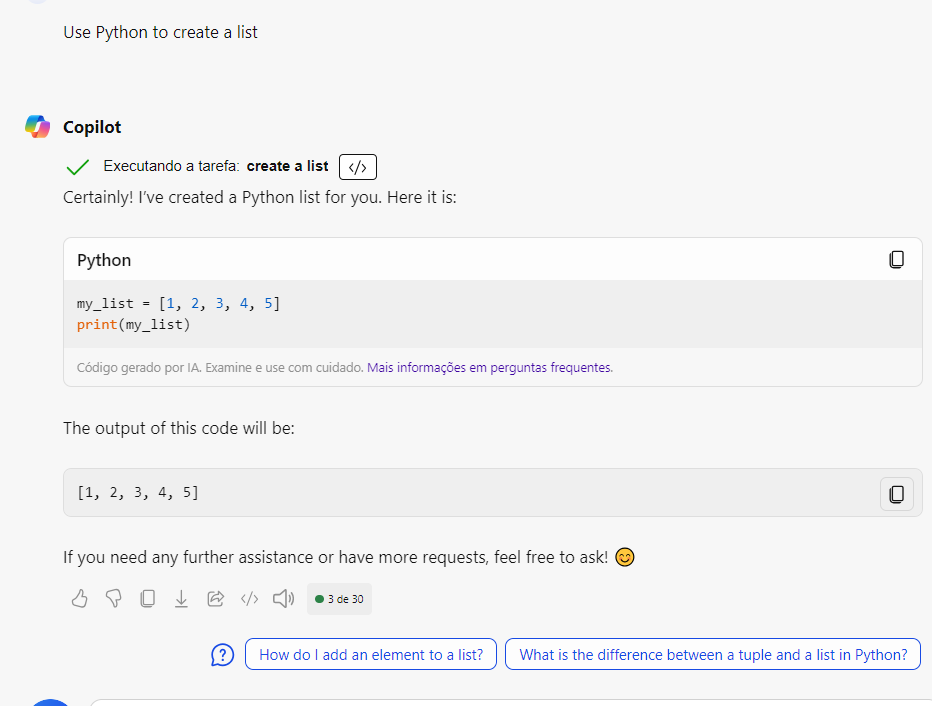 Use Python to create a list
Copilot
Executando a tarefa: create a list </>
Certainly! I’ve created a Python list for you. Here it is:
Python
my_list = [1, 2, 3, 4, 5]
print(my_list)
Código gerado por IA. Examine e use com cuidado. Mais informações em perguntas frequentes.
The output of this code will be:
[1, 2, 3, 4, 5]
If you need any further assistance or have more requests, feel free to ask! 😊
</> 3 de 30
How do I add an element to a list? What is the difference between a tuple and a list in Python?